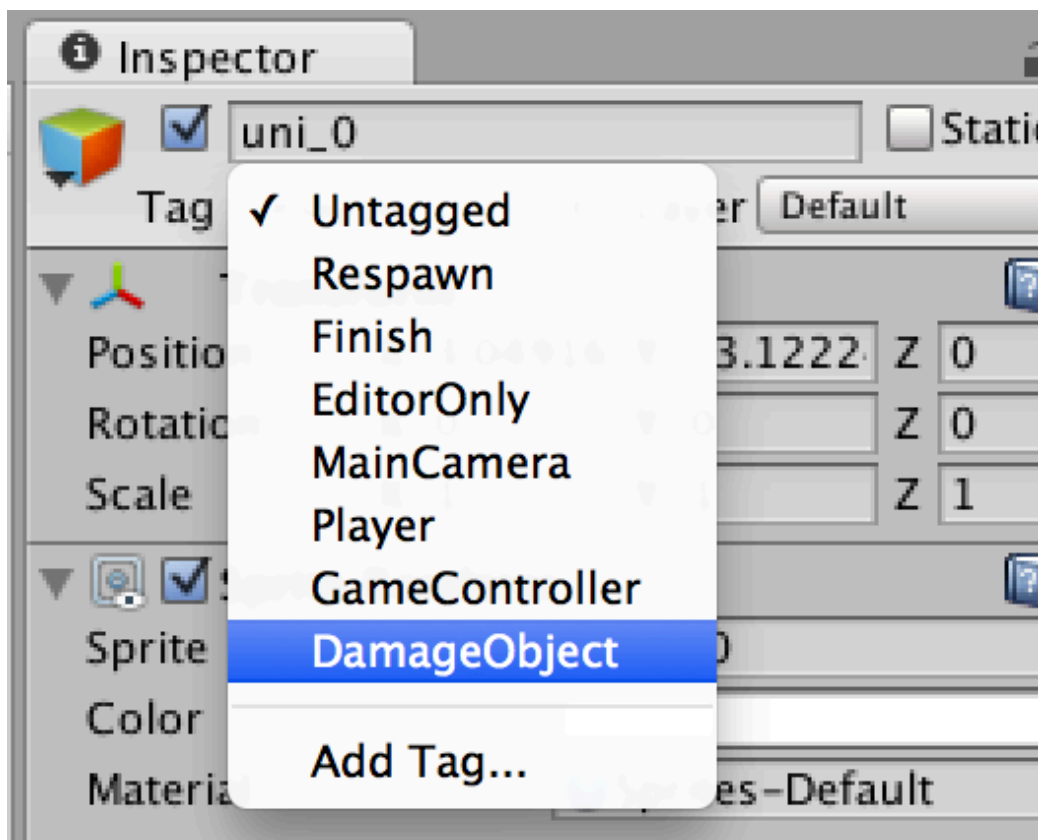 Inspector
uni_0 Static
Tag ✓ Untagged er Default
Respawn
Finish
Positio 3.1222 Z 0
EditorOnly
Rotatio Z 0
MainCamera
Scale Z 1
Player
GameController
Sprite DamageObject
Color
Add Tag...
Materia es-Default